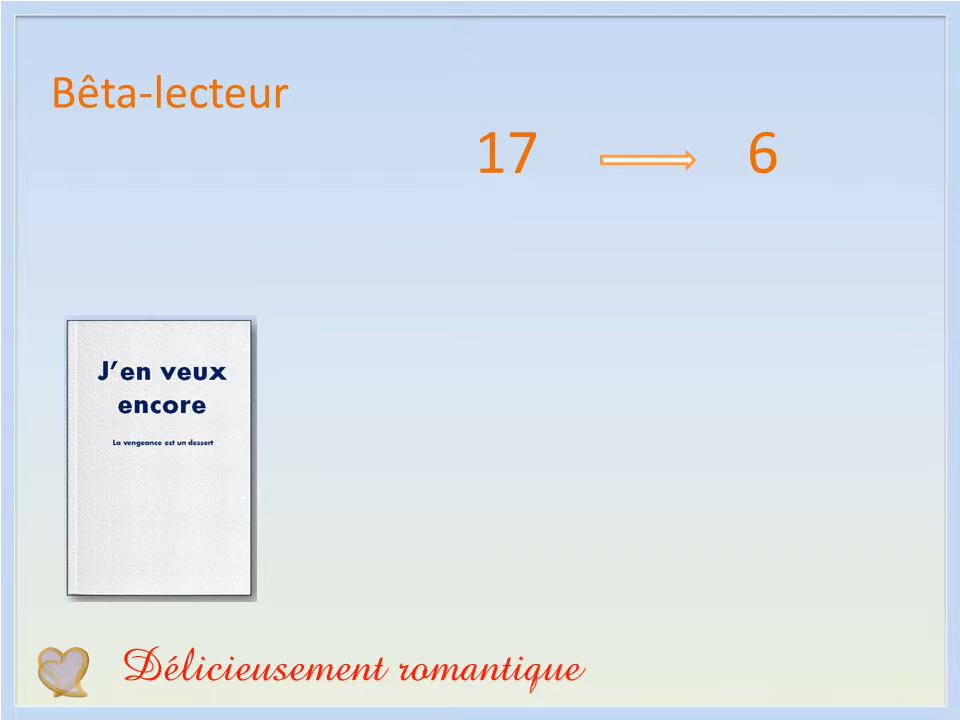 Bêta-lecteur
17 6
J’en veux
encore
La vengeance est un dessert
Délicieusement romantique